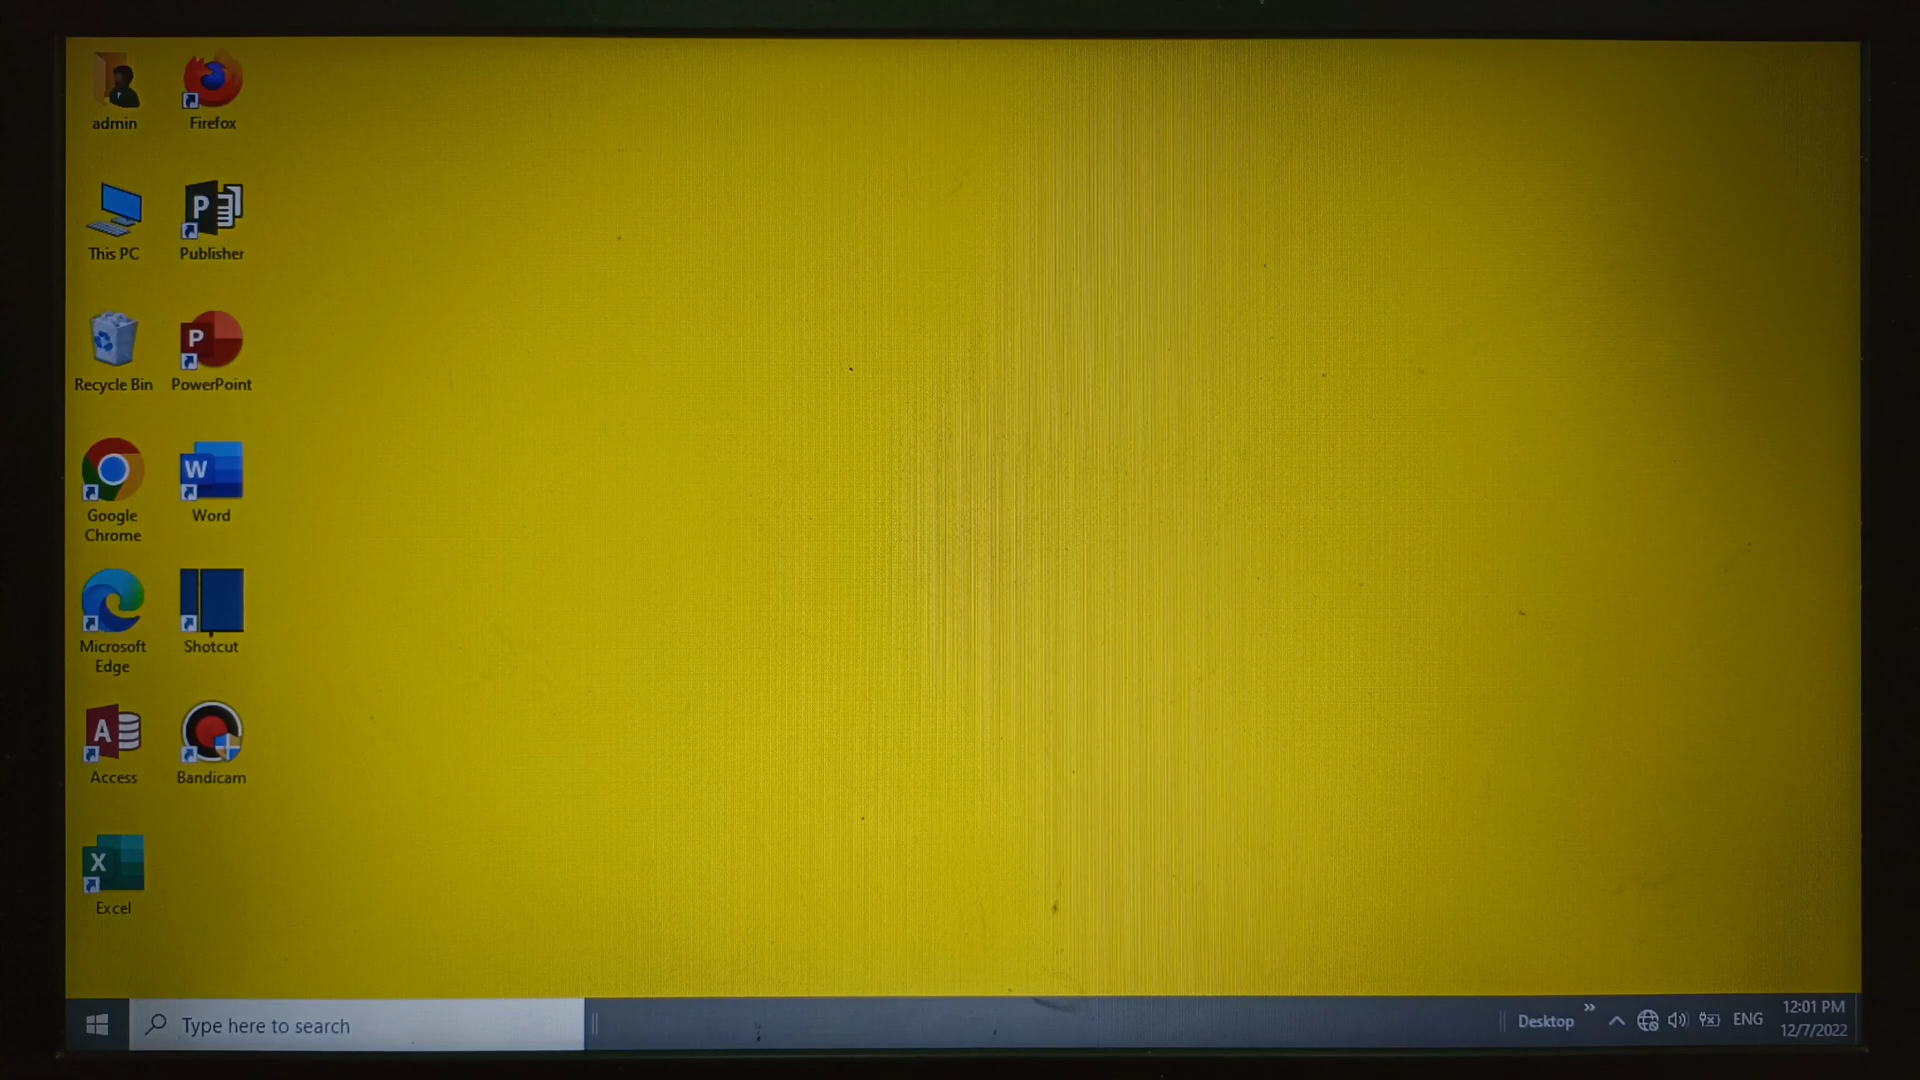 admin
Firefox
This PC
Publisher
Recycle Bin
PowerPoint
Google
Chrome
Word
Microsoft
Edge
Shotcut
Access
Bandicam
Excel
Type here to search
Desktop
ENG
12:01 PM
12/7/2022